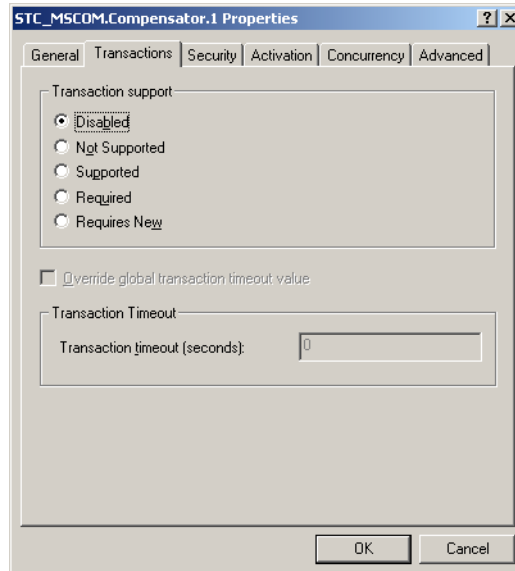 STC_MSCOM.Compensator.1 Properties
General Transactions Security Activation Concurrency Advanced
Transaction support
Disabled
Not Supported
Supported
Required
Requires New
Override global transaction timeout value
Transaction Timeout
Transaction timeout (seconds): 0
OK Cancel